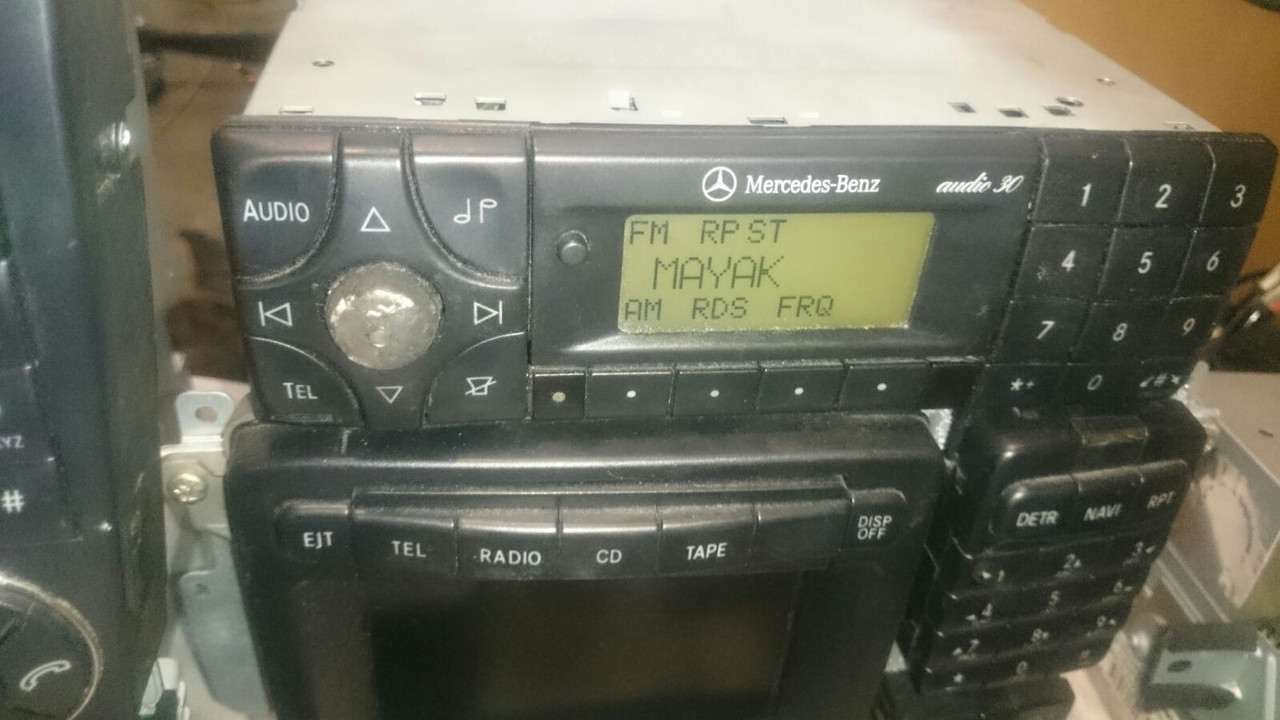 Mercedes-Benz audio 30
AUDIO
TEL
FM RP ST
MAYAK
AM RDS FRQ
1 2 3
4 5 6
7 8 9
*+ 0
EJT TEL RADIO CD TAPE DISP OFF
DETR NAVI RPT
1 2 3
4 5 6
7 8 9
* 0
YZ
#